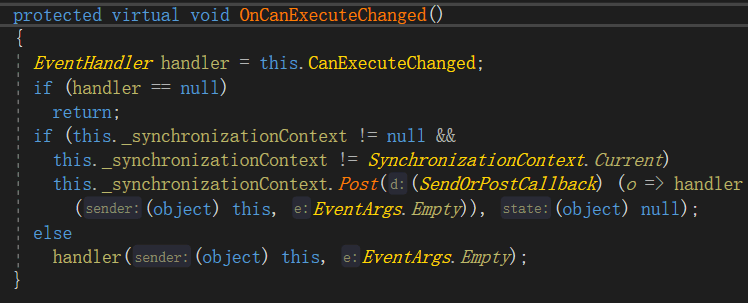 protected virtual void OnCanExecuteChanged()
{
  EventHandler handler = this.CanExecuteChanged;
  if (handler == null)
    return;
  if (this._synchronizationContext != null &&
    this._synchronizationContext != SynchronizationContext.Current)
    this._synchronizationContext.Post(d:(SendOrPostCallback) (o => handler
      (sender:(object) this, e:EventArgs.Empty)), state:(object) null);
  else
    handler(sender:(object) this, e:EventArgs.Empty);
}